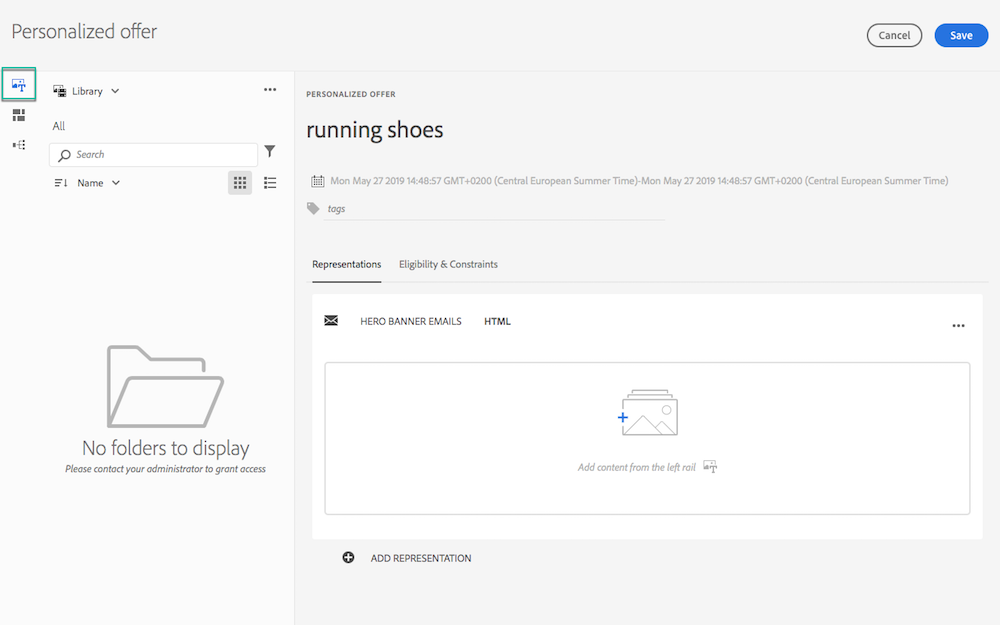 Personalized offer
Cancel
Save
Library
All
Search
Name
No folders to display
Please contact your administrator to grant access
PERSONALIZED OFFER
running shoes
Mon May 27 2019 14:48:57 GMT+0200 (Central European Summer Time)-Mon May 27 2019 14:48:57 GMT+0200 (Central European Summer Time)
tags
Representations Eligibility & Constraints
HERO BANNER EMAILS HTML
Add content from the left rail
ADD REPRESENTATION